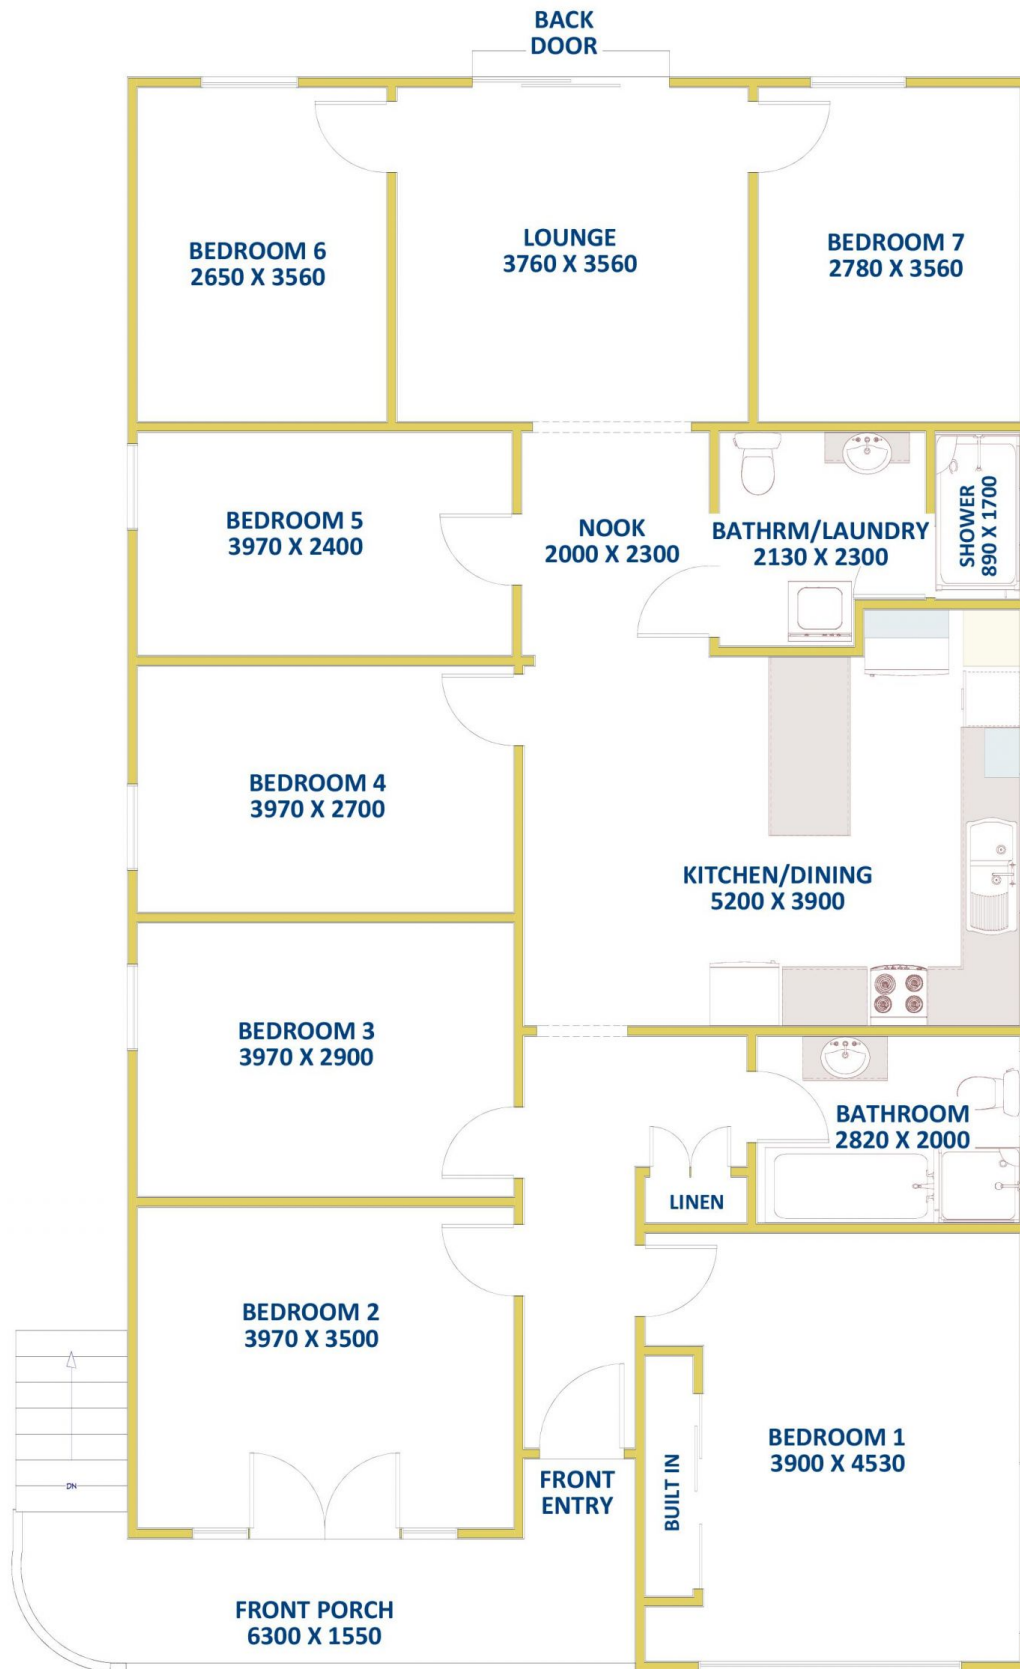 BACK
DOOR
BEDROOM 6
2650 X 3560
LOUNGE
3760 X 3560
BEDROOM 7
2780 X 3560
BEDROOM 5
3970 X 2400
NOOK
2000 X 2300
BATHRM/LAUNDRY
2130 X 2300
SHOWER
890 X 1700
BEDROOM 4
3970 X 2700
KITCHEN/DINING
5200 X 3900
BEDROOM 3
3970 X 2900
BATHROOM
2820 X 2000
LINEN
BEDROOM 2
3970 X 3500
DN
FRONT
ENTRY
BUILT IN
BEDROOM 1
3900 X 4530
FRONT PORCH
6300 X 1550